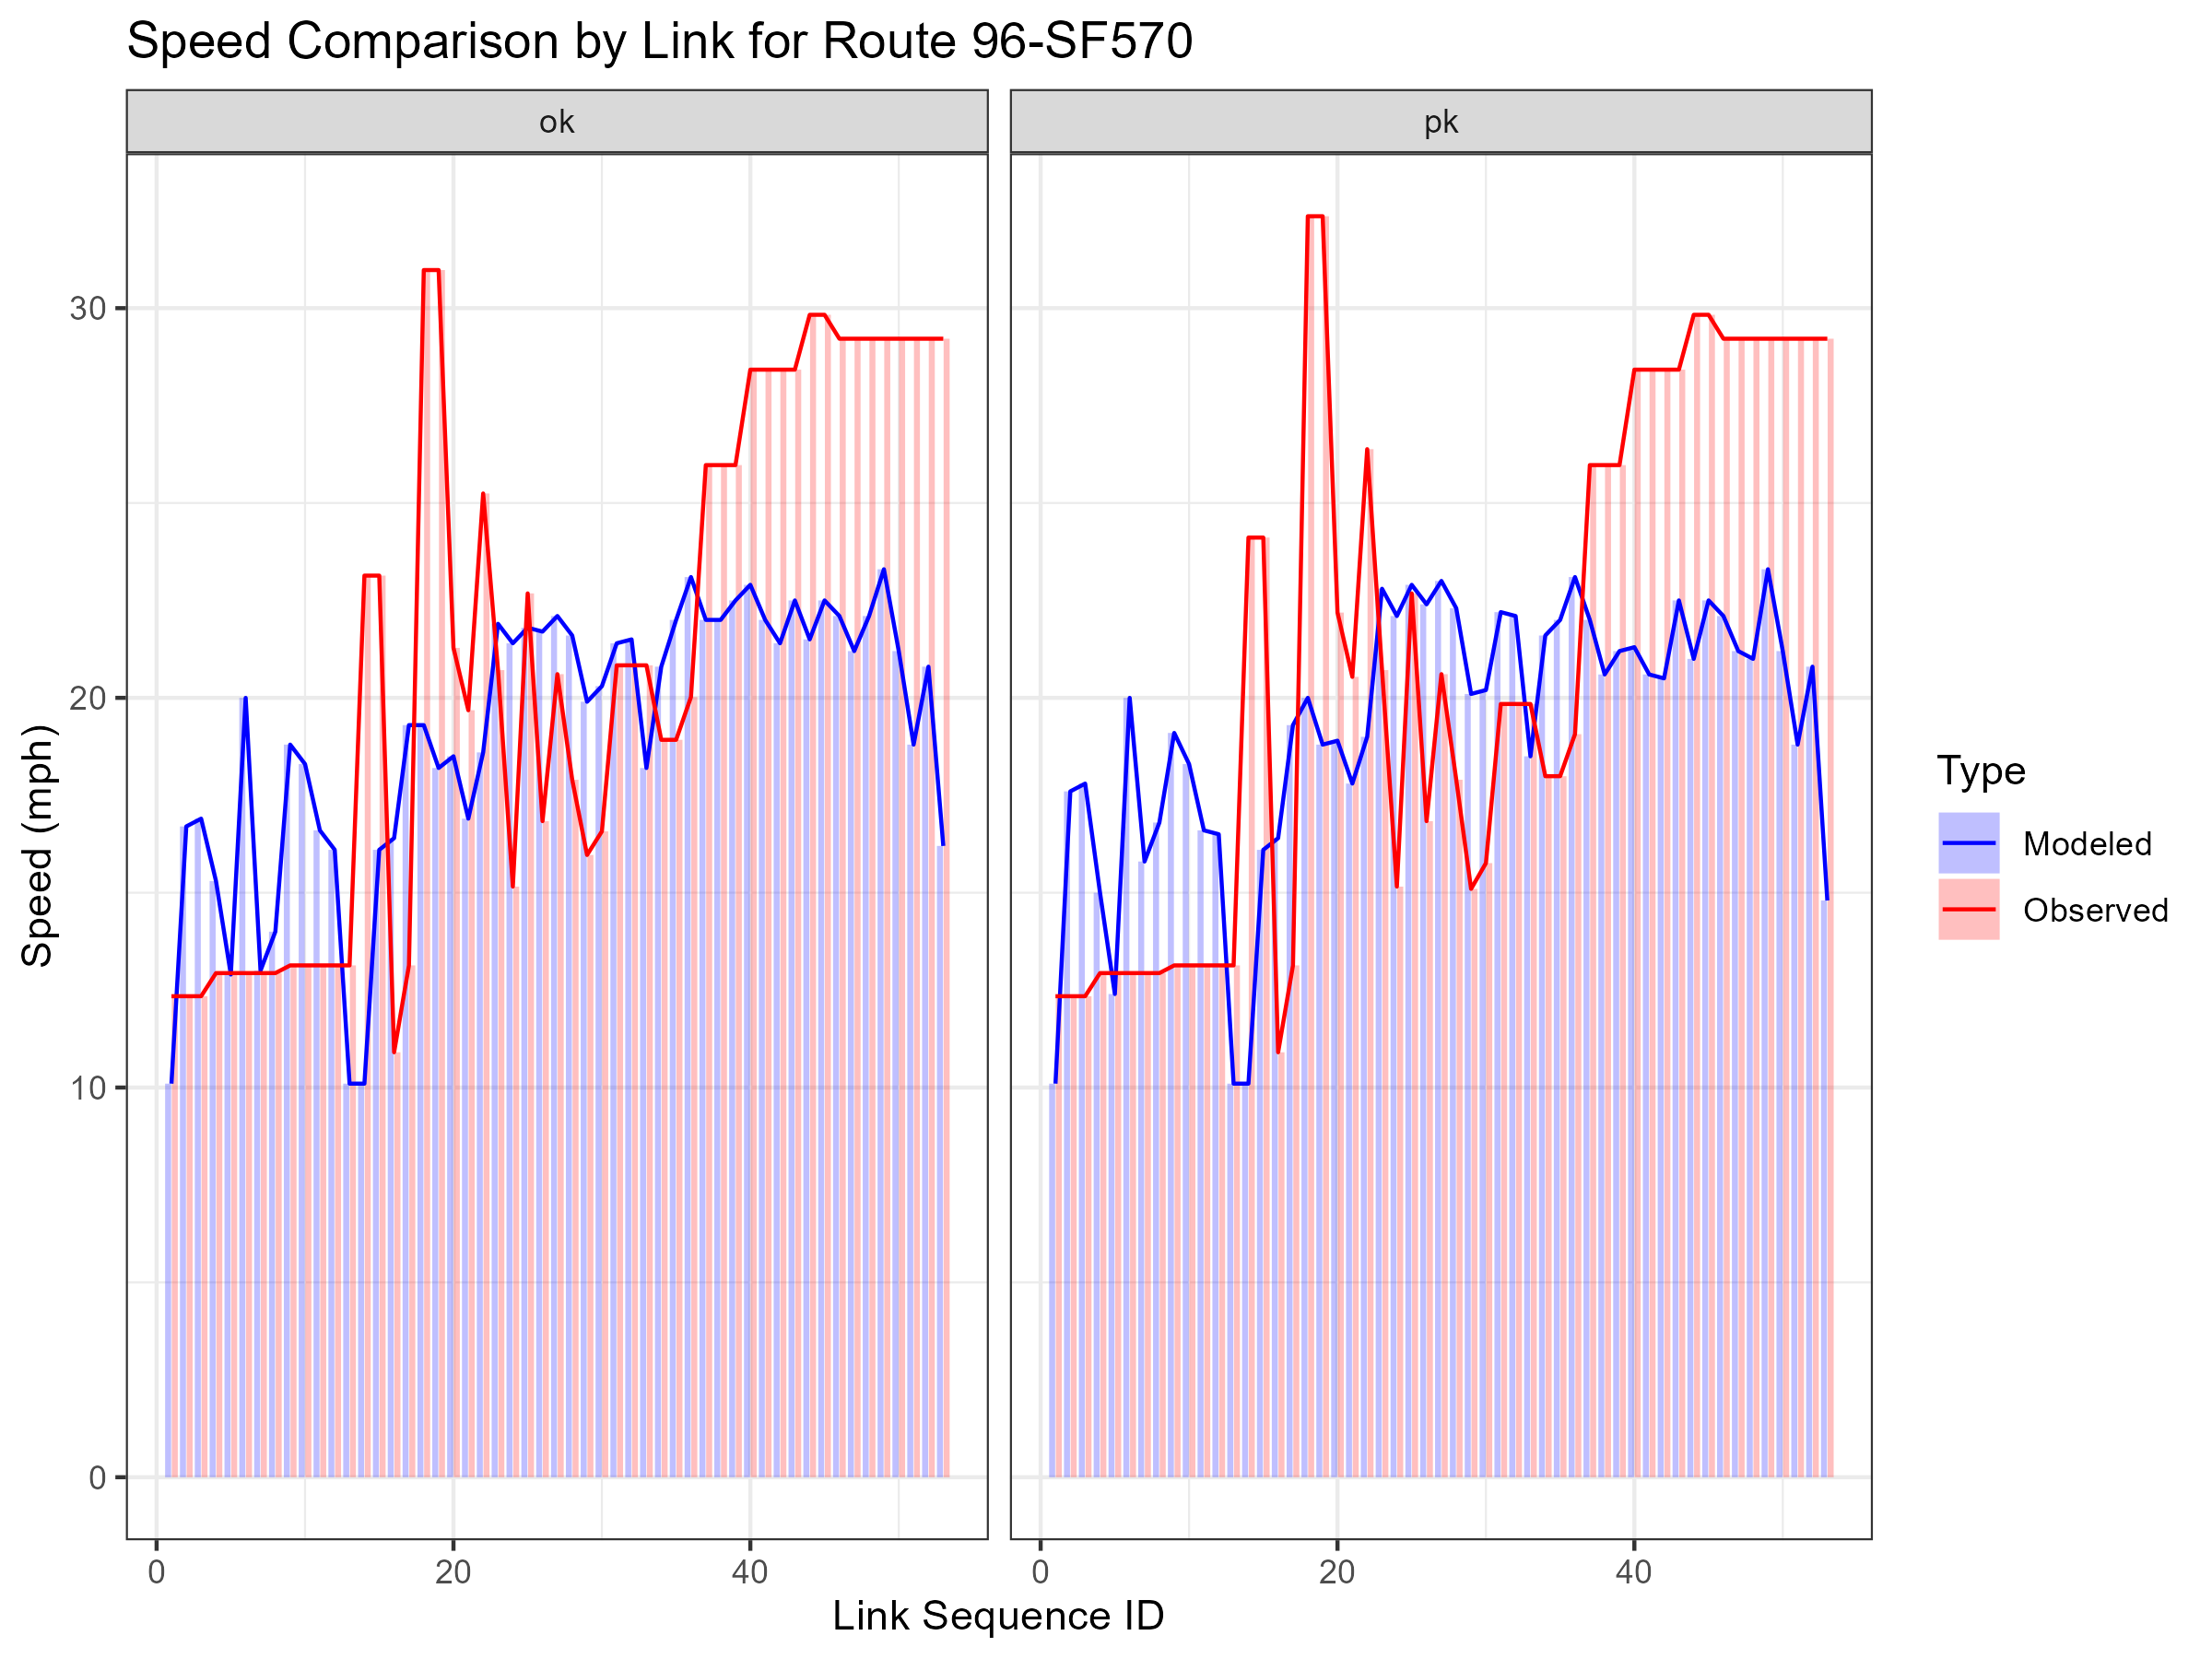 Speed Comparison by Link for Route 96-SF570
ok
pk
30
20
10
0
Speed (mph)
0
20
40
0
20
40
Link Sequence ID
Type
Modeled
Observed